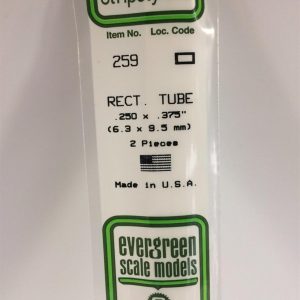 Item No. Loc. Code
259
RECT. TUBE
.250 x .375"
(6.3 x 9.5 mm)
2 Pieces
Made in U.S.A.
evergreen
scale models